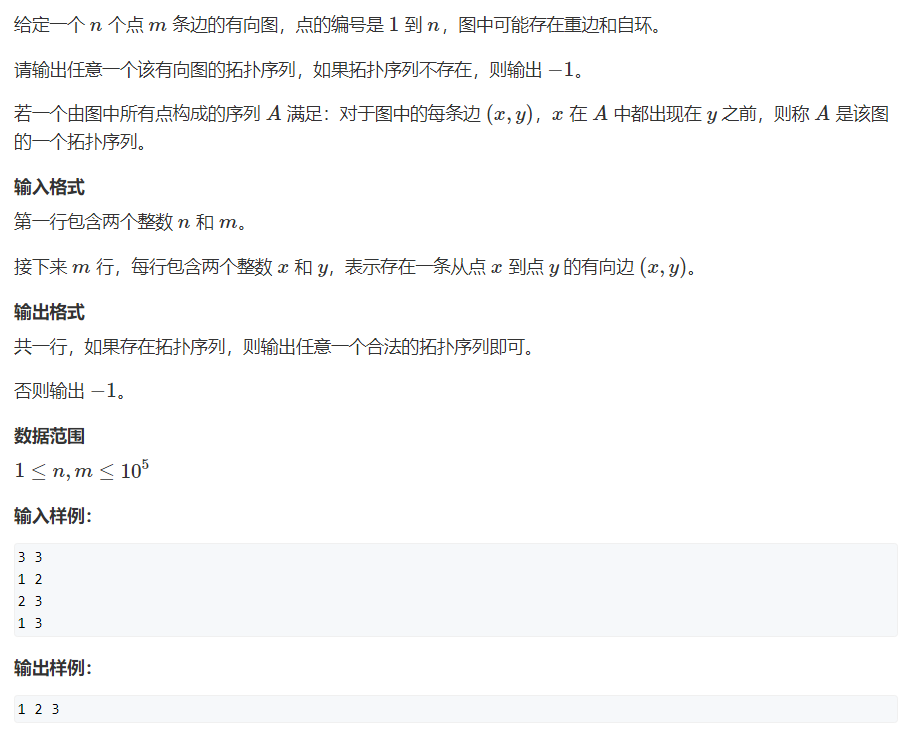 给定一个 n 个点 m 条边的有向图，点的编号是 1 到 n，图中可能存在重边和自环。
请输出任意一个该有向图的拓扑序列，如果拓扑序列不存在，则输出 −1。
若一个由图中所有点构成的序列 A 满足：对于图中的每条边 (x, y)，x 在 A 中都出现在 y 之前，则称 A 是该图
的一个拓扑序列。
输入格式
第一行包含两个整数 n 和 m。
接下来 m 行，每行包含两个整数 x 和 y，表示存在一条从点 x 到点 y 的有向边 (x, y)。
输出格式
共一行，如果存在拓扑序列，则输出任意一个合法的拓扑序列即可。
否则输出 −1。
数据范围
1 ≤ n, m ≤ 10⁵
输入样例：
3 3
1 2
2 3
1 3
输出样例：
1 2 3